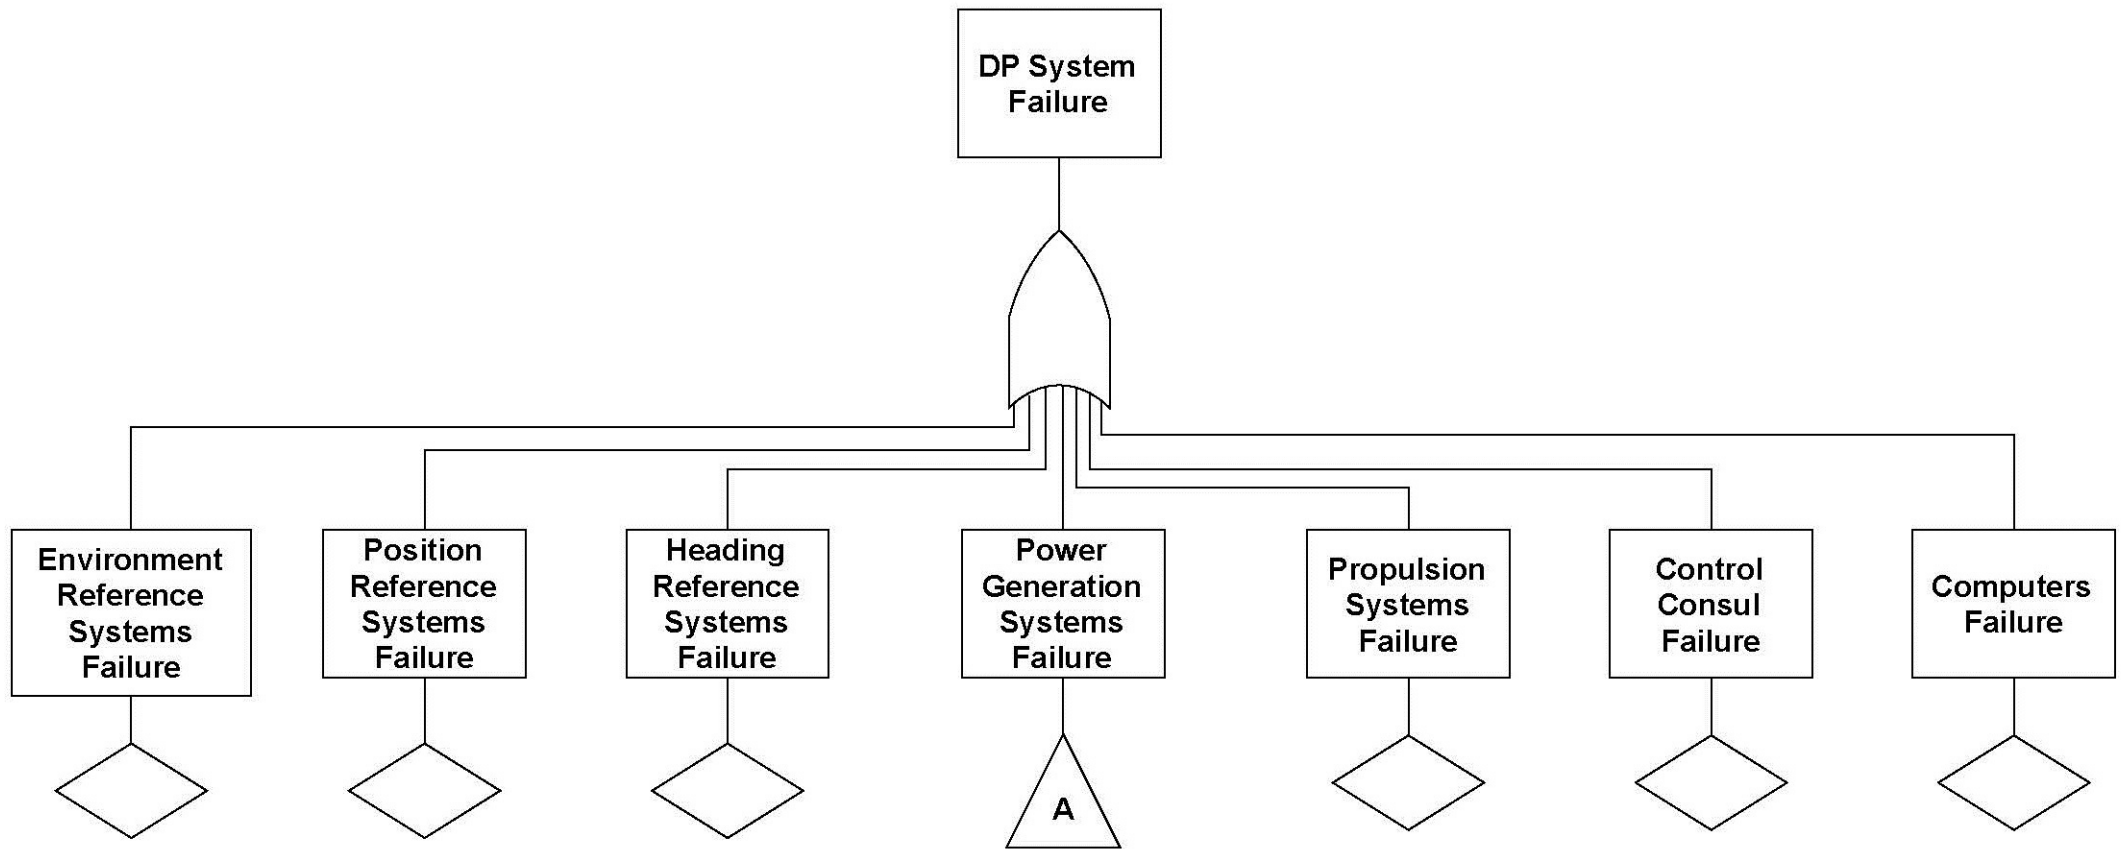 DP System
Failure
Environment
Reference
Systems
Failure
Position
Reference
Systems
Failure
Heading
Reference
Systems
Failure
Power
Generation
Systems
Failure
Propulsion
Systems
Failure
Control
Consul
Failure
Computers
Failure
A